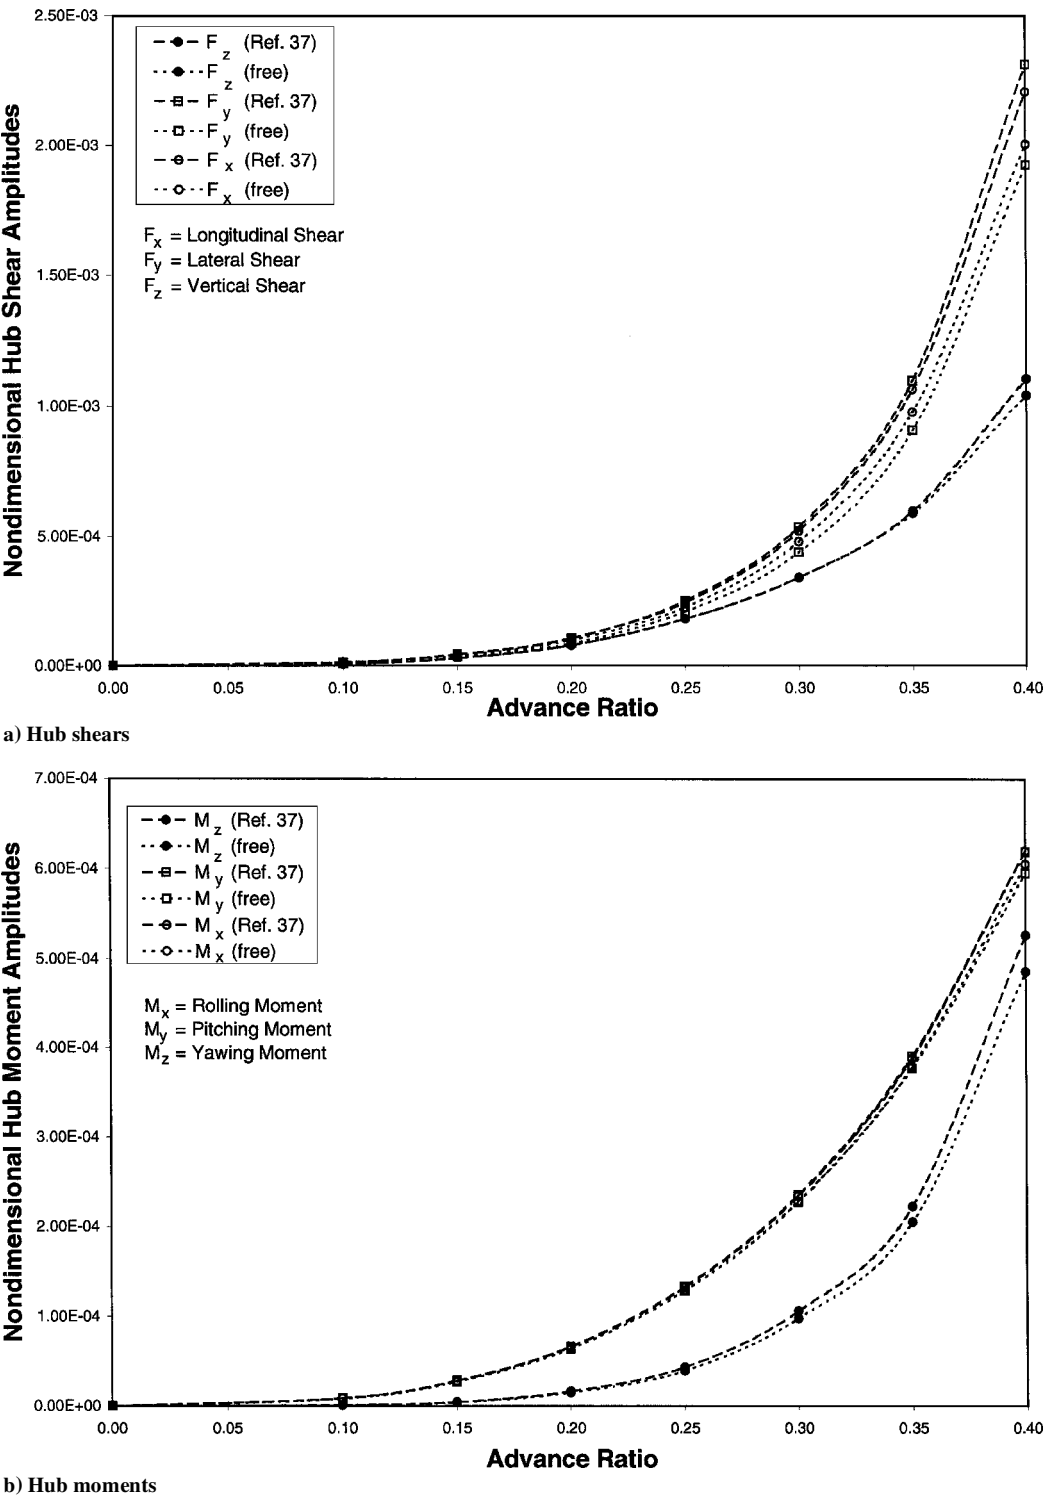 Nondimensional Hub Shear Amplitudes
2.50E-03
2.00E-03
1.50E-03
1.00E-03
5.00E-04
0.00E+00
F z (Ref. 37)
F z (free)
F y (Ref. 37)
F y (free)
F x (Ref. 37)
F x (free)
Fx = Longitudinal Shear
Fy = Lateral Shear
Fz = Vertical Shear
0.00 0.05 0.10 0.15 0.20 0.25 0.30 0.35 0.40
Advance Ratio
a) Hub shears
Nondimensional Hub Moment Amplitudes
7.00E-04
6.00E-04
5.00E-04
4.00E-04
3.00E-04
2.00E-04
1.00E-04
0.00E+00
M z (Ref. 37)
M z (free)
M y (Ref. 37)
M y (free)
M x (Ref. 37)
M x (free)
Mx = Rolling Moment
My = Pitching Moment
Mz = Yawing Moment
0.00 0.05 0.10 0.15 0.20 0.25 0.30 0.35 0.40
Advance Ratio
b) Hub moments